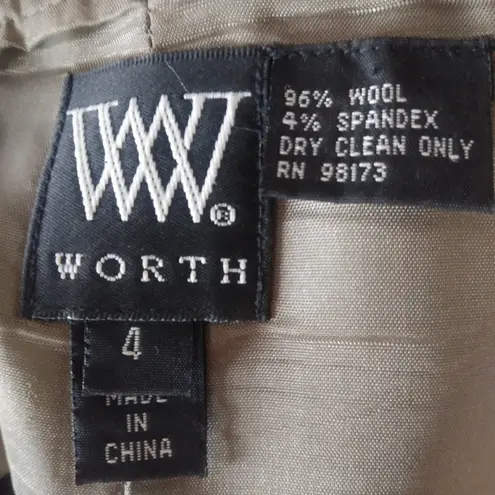 W
®
WORTH
4
MADE
IN
CHINA
96% WOOL
4% SPANDEX
DRY CLEAN ONLY
RN 98173